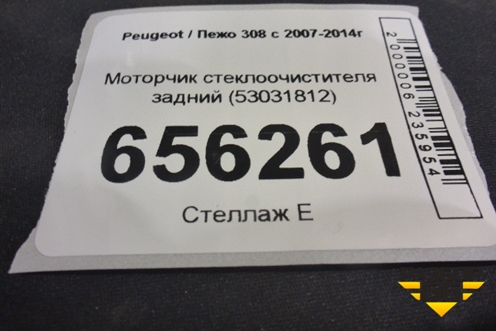 Peugeot / Пежо 308 с 2007-2014г
Моторчик стеклоочистителя
задний (53031812)
656261
Стеллаж Е
2000006235954